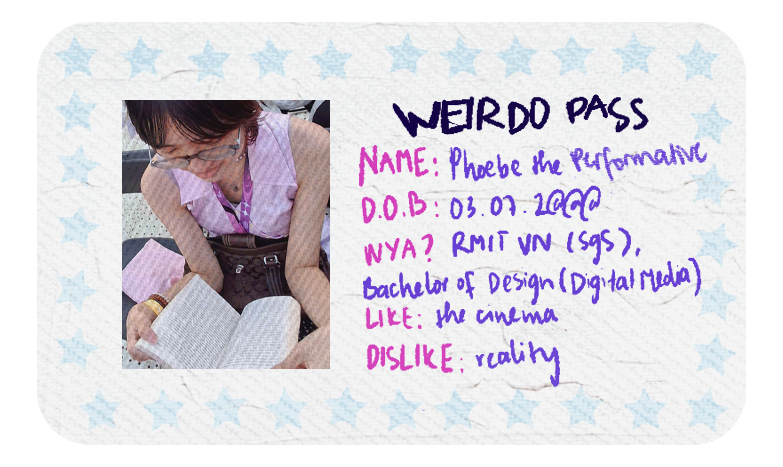 WEIRDO PASS
NAME: Phoebe the Performative
D.O.B: 03.07.2@@@
WYA? RMIT VN (SGS),
Bachelor of Design (Digital Media)
LIKE: the cinema
DISLIKE: reality